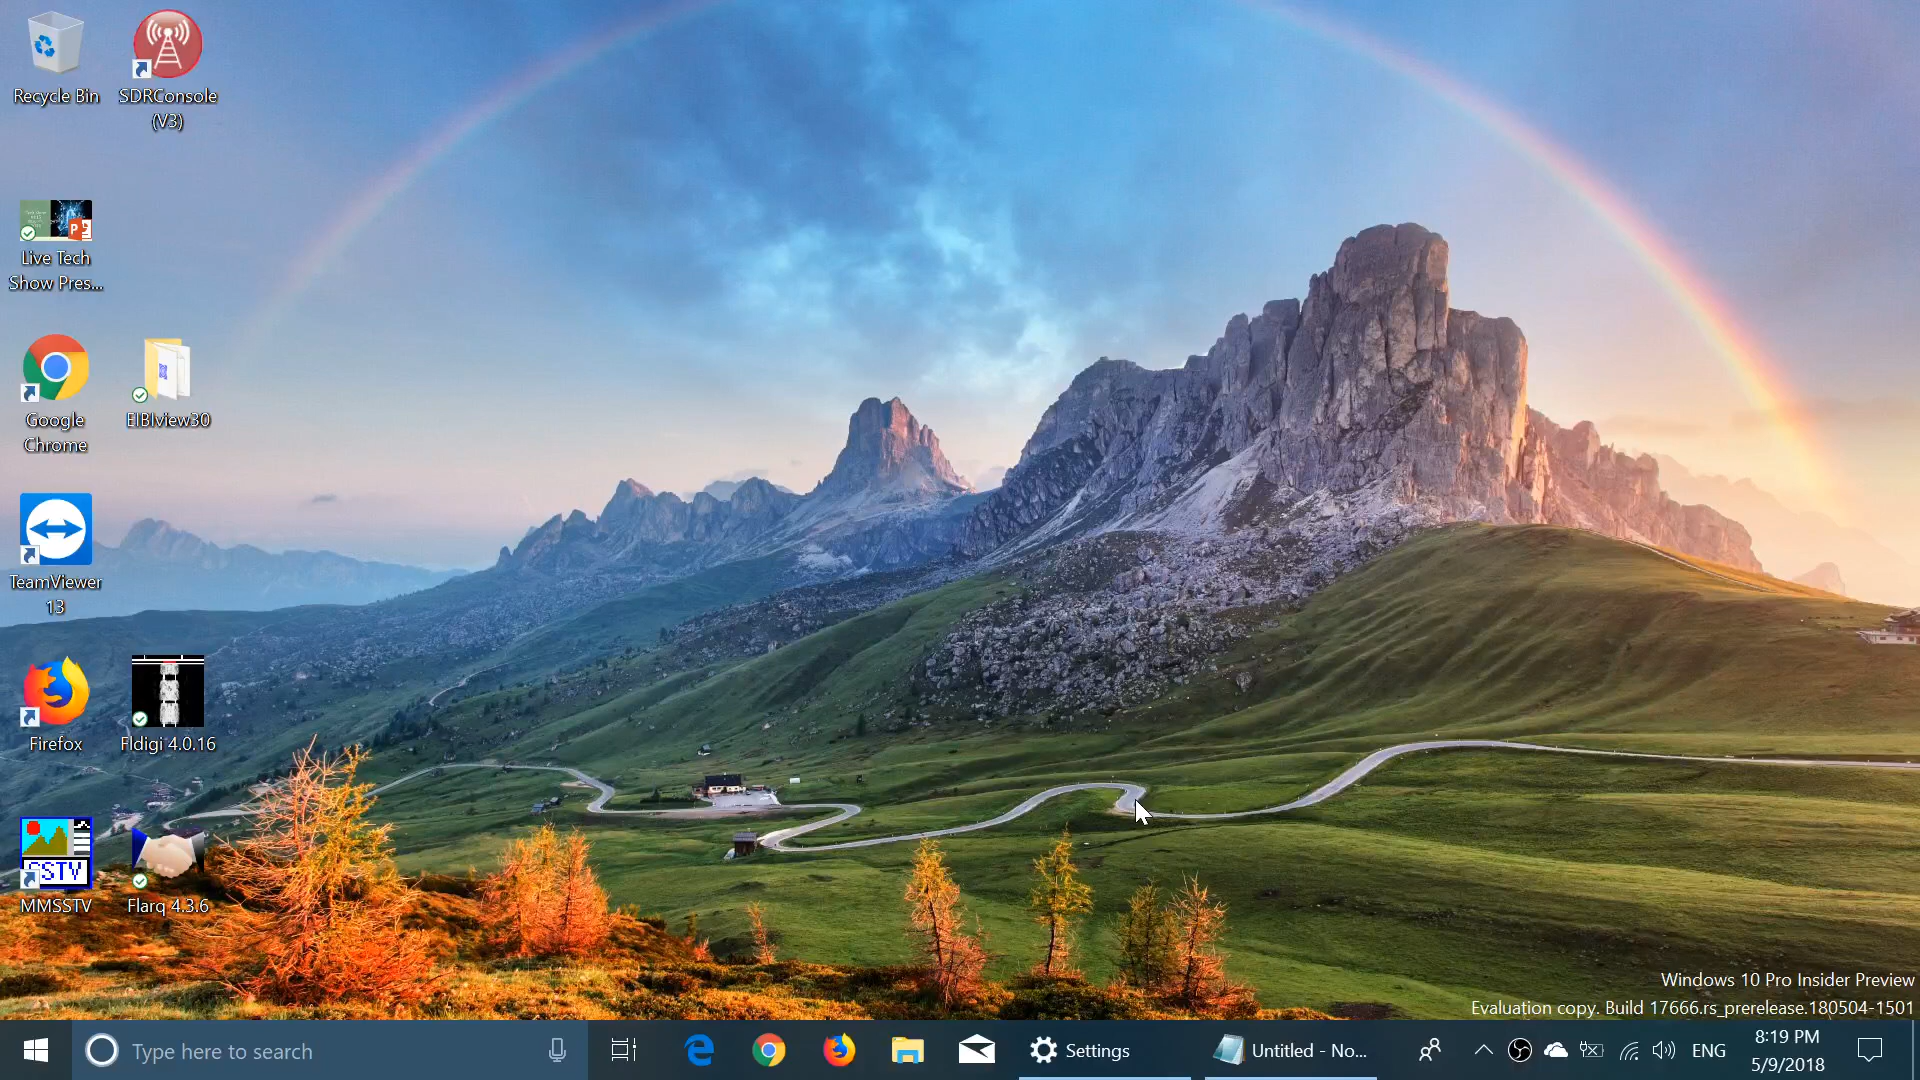 Recycle Bin
SDRConsole
(V3)
Live Tech
Show Pres...
Google
Chrome
EIBIview30
TeamViewer
13
Firefox
Fldigi 4.0.16
SSTV
MMSSTV
Flarq 4.3.6
Windows 10 Pro Insider Preview
Evaluation copy. Build 17666.rs_prerelease.180504-1501
Type here to search
Settings
Untitled - No...
ENG
8:19 PM
5/9/2018